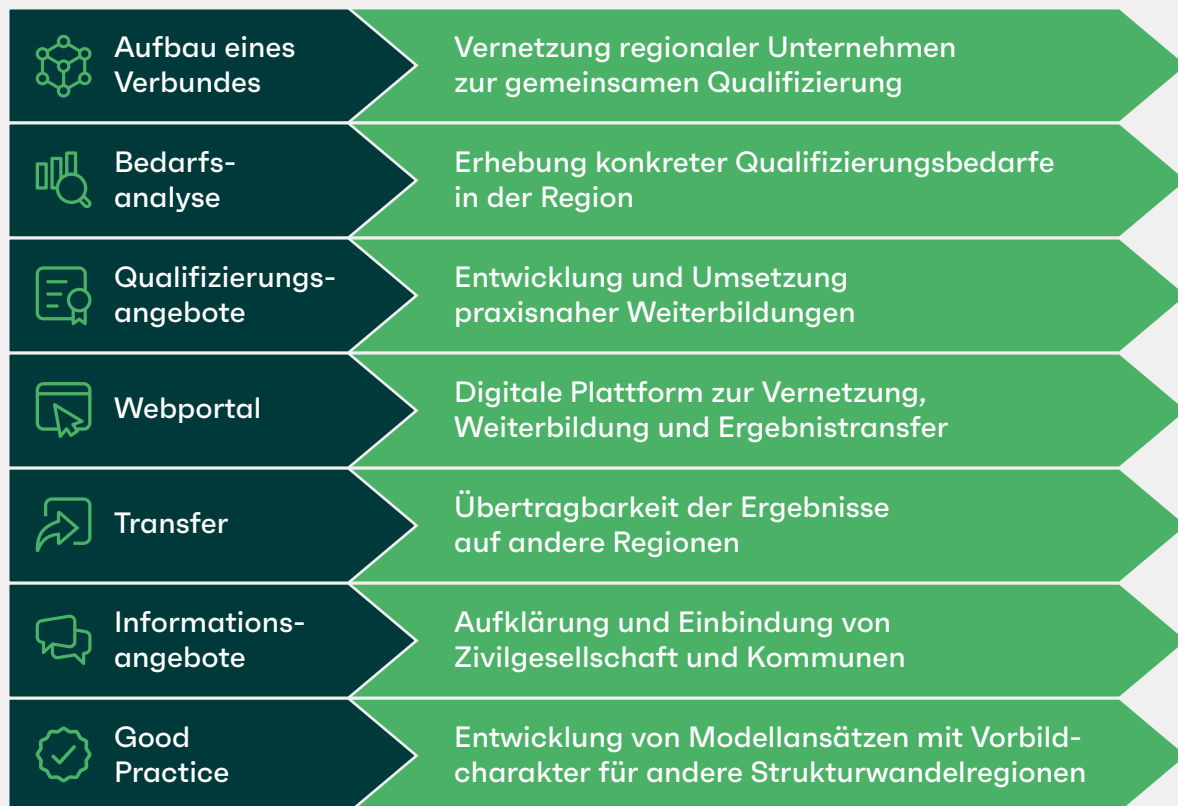 Aufbau eines
Verbundes
Vernetzung regionaler Unternehmen
zur gemeinsamen Qualifizierung
Bedarfs-
analyse
Erhebung konkreter Qualifizierungsbedarfe
in der Region
Qualifizierungs-
angebote
Entwicklung und Umsetzung
praxisnaher Weiterbildungen
Webportal
Digitale Plattform zur Vernetzung,
Weiterbildung und Ergebnistransfer
Transfer
Übertragbarkeit der Ergebnisse
auf andere Regionen
Informations-
angebote
Aufklärung und Einbindung von
Zivilgesellschaft und Kommunen
Good
Practice
Entwicklung von Modellansätzen mit Vorbild-
charakter für andere Strukturwandelregionen